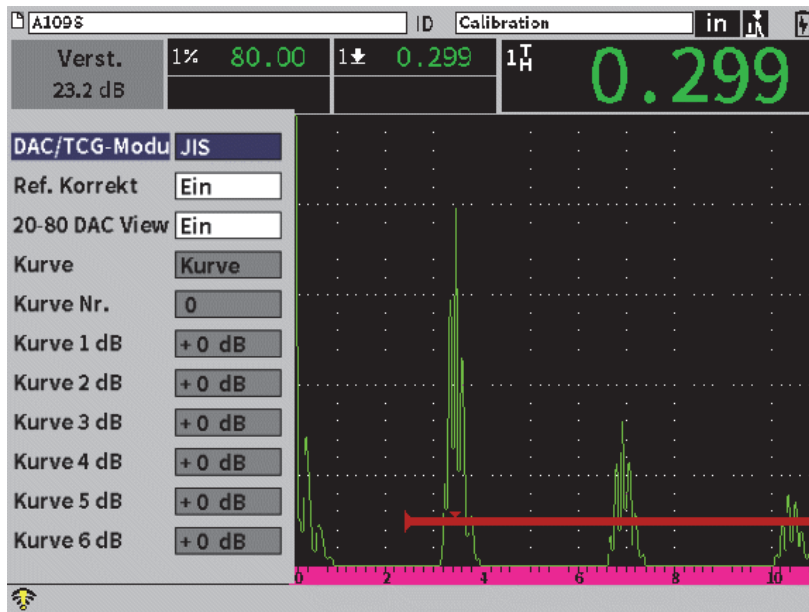 A109S ID Calibration in
Verst. 1% 80.00 1 0.299 1T/H 0.299
23.2 dB
DAC/TCG-Modu JIS
Ref. Korrekt Ein
20-80 DAC View Ein
Kurve Kurve
Kurve Nr. 0
Kurve 1 dB +0 dB
Kurve 2 dB +0 dB
Kurve 3 dB +0 dB
Kurve 4 dB +0 dB
Kurve 5 dB +0 dB
Kurve 6 dB +0 dB
0 2 4 6 8 10